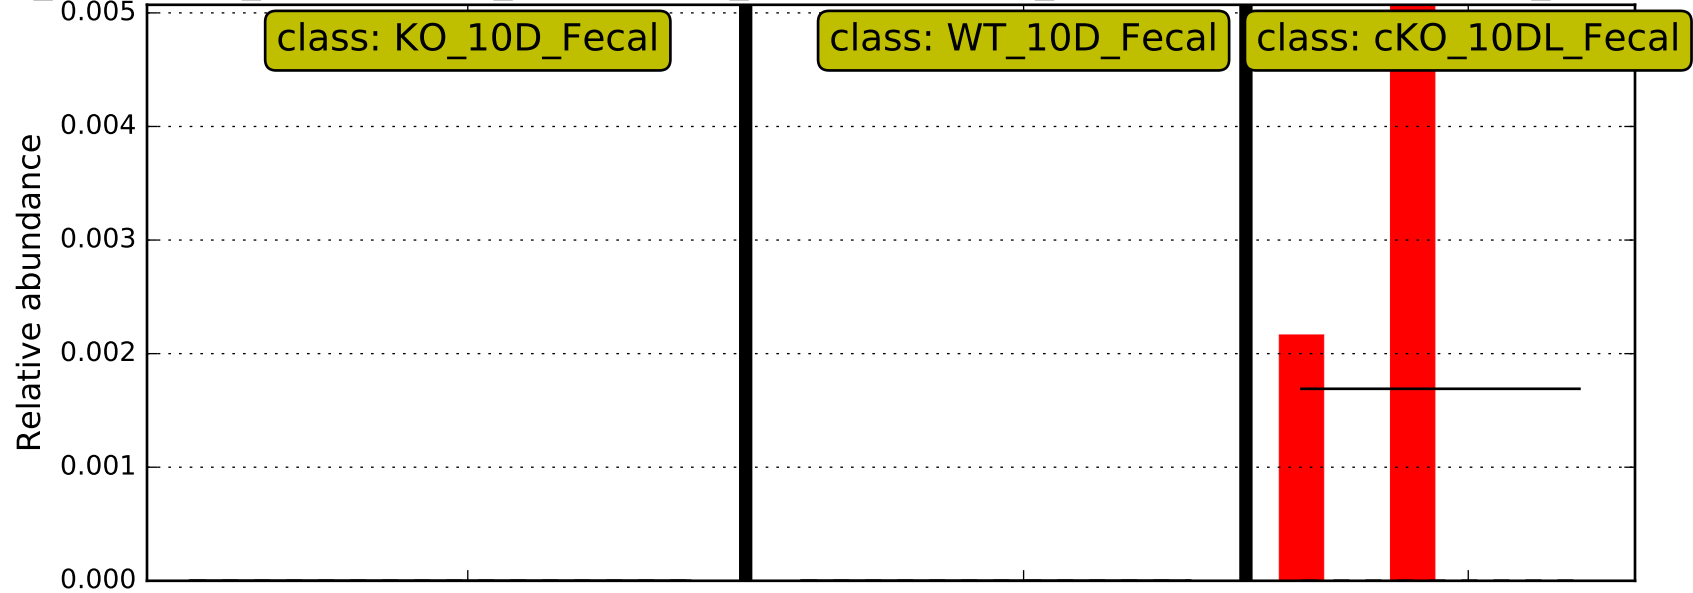 class: KO_10D_Fecal
class: WT_10D_Fecal
class: cKO_10DL_Fecal
Relative abundance
0.005
0.004
0.003
0.002
0.001
0.000